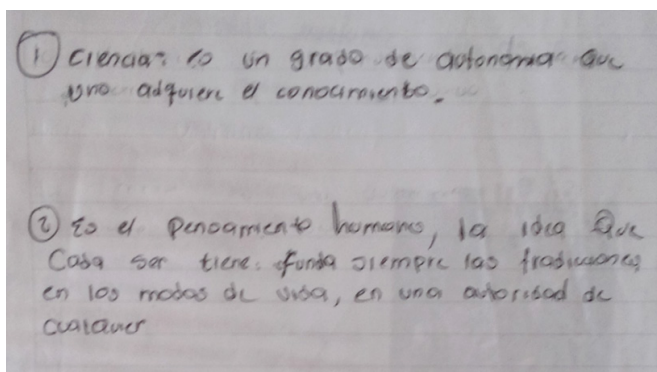 ① Ciencia: es un grado de autonomia que
uno adquiere el conocimiento.
② Es el pensamiento humano, la idea que
Cada ser tiene. funda siempre las tradiciones
en los modos de vida, en una autoridad de
cualquier